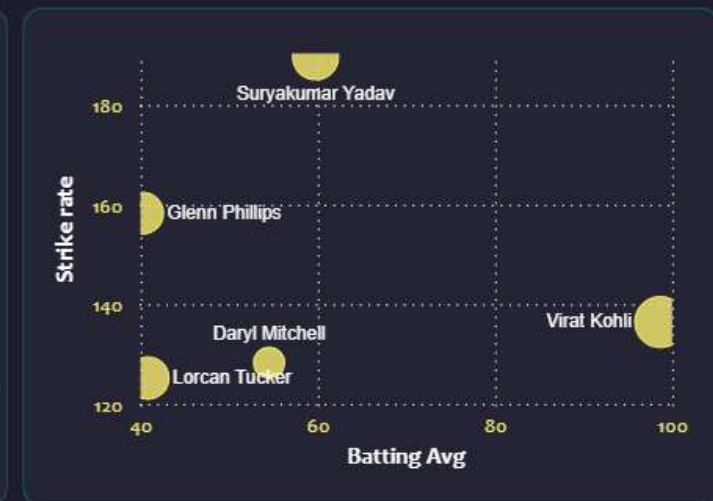 Suryakumar Yadav
180
Strike rate
160
Glenn Phillips
140
Virat Kohli
Daryl Mitchell
Lorcan Tucker
120
40
60
80
100
Batting Avg